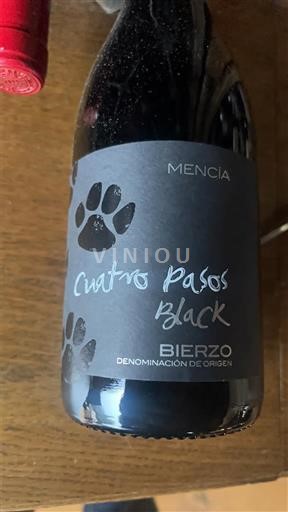 MENCÍA
VINIOU
Cuatro Pasos
Black
BIERZO
DENOMINACIÓN DE ORIGEN